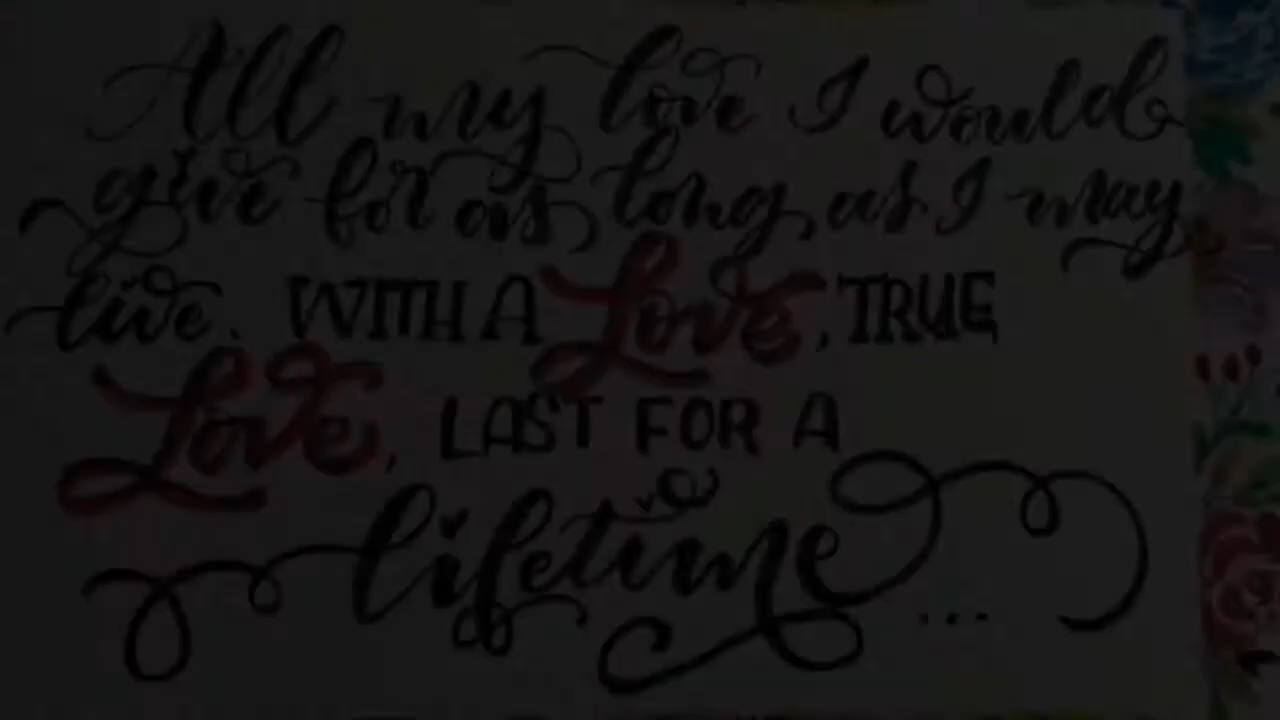 All my love I would
give for as long as I may
live. WITH A Love, TRUE
Love, LAST FOR A
lifetime...